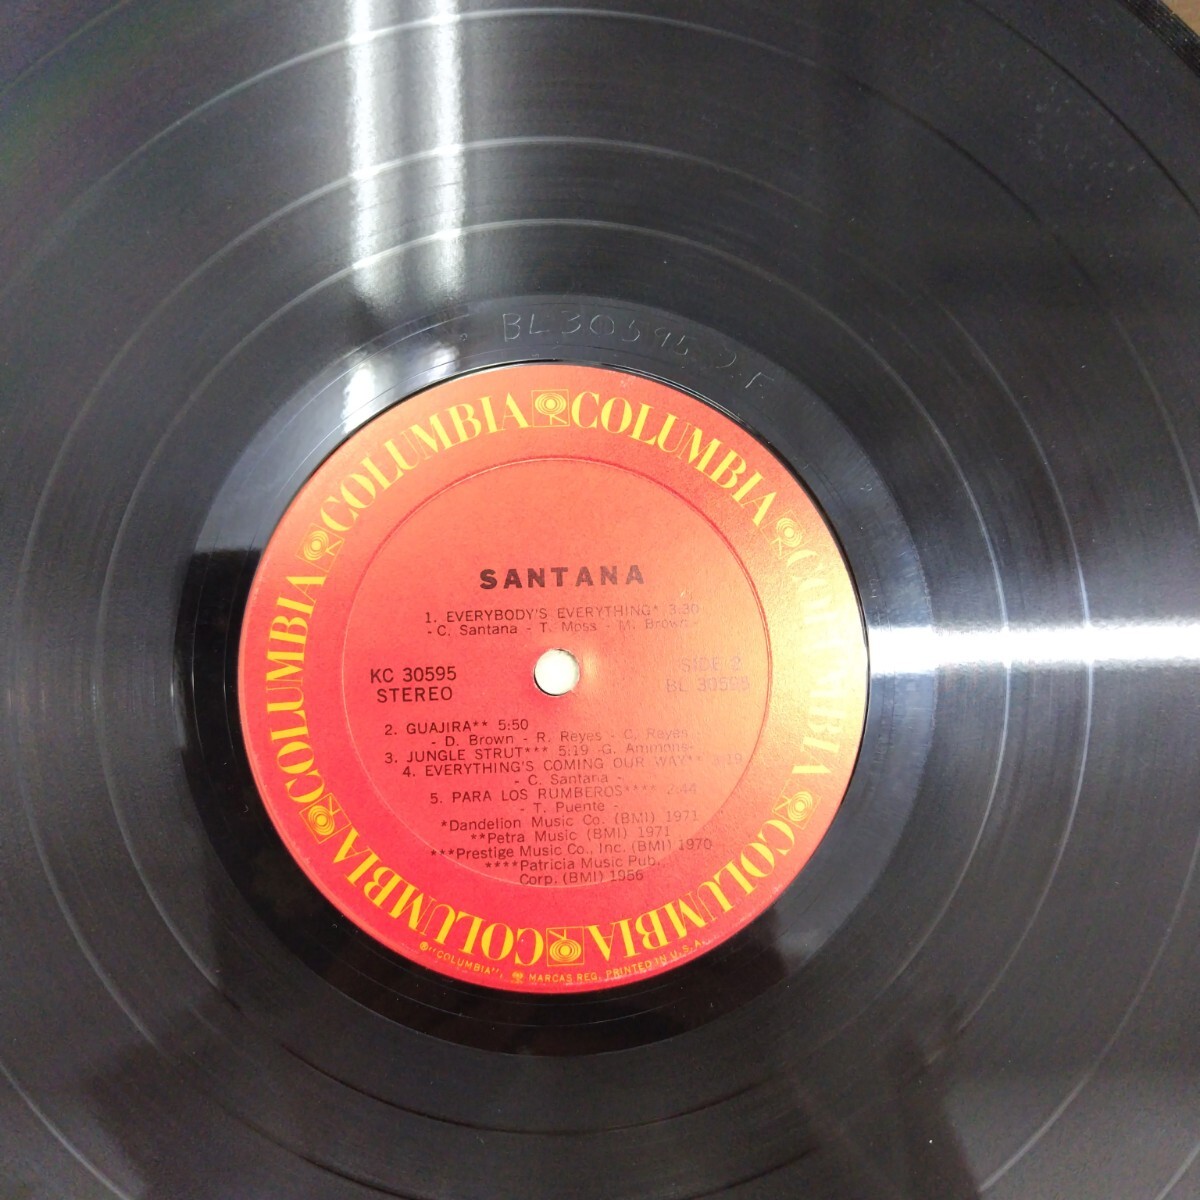 BL 30595
COLUMBIA COLUMBIA COLUMBIA COLUMBIA COLUMBIA COLUMBIA COLUMBIA COLUMBIA
SANTANA
1. EVERYBODY'S EVERYTHING* 3:30
- C. Santana - T. Moss - M. Brown -
KC 30595
STEREO
SIDE 2
BL 30595
2. GUAJIRA** 5:50
- D. Brown - R. Reyes - C. Reyes
3. JUNGLE STRUT*** 5:19 -G. Ammons-
4. EVERYTHING'S COMING OUR WAY** 3:19
- C. Santana -
5. PARA LOS RUMBEROS**** 2:44
- T. Puente -
*Dandelion Music Co. (BMI) 1971
**Petra Music (BMI) 1971
***Prestige Music Co., Inc. (BMI) 1970
****Patricia Music Pub.
Corp. (BMI) 1956
®"COLUMBIA", MARCAS REG. PRINTED IN U.S.A.